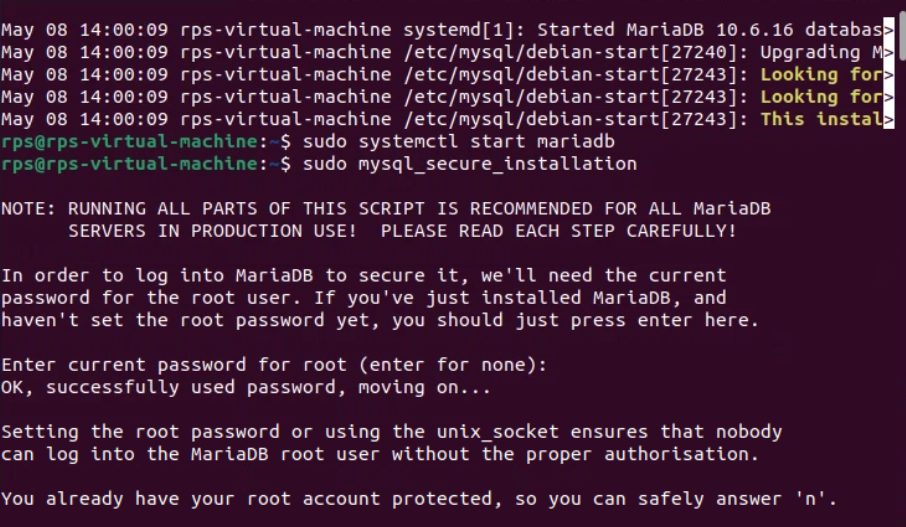 May 08 14:00:09 rps-virtual-machine systemd[1]: Started MariaDB 10.6.16 databas>
May 08 14:00:09 rps-virtual-machine /etc/mysql/debian-start[27240]: Upgrading M>
May 08 14:00:09 rps-virtual-machine /etc/mysql/debian-start[27243]: Looking for>
May 08 14:00:09 rps-virtual-machine /etc/mysql/debian-start[27243]: Looking for>
May 08 14:00:09 rps-virtual-machine /etc/mysql/debian-start[27243]: This instal>
rps@rps-virtual-machine:~$ sudo systemctl start mariadb
rps@rps-virtual-machine:~$ sudo mysql_secure_installation
NOTE: RUNNING ALL PARTS OF THIS SCRIPT IS RECOMMENDED FOR ALL MariaDB
SERVERS IN PRODUCTION USE!  PLEASE READ EACH STEP CAREFULLY!
In order to log into MariaDB to secure it, we'll need the current
password for the root user. If you've just installed MariaDB, and
haven't set the root password yet, you should just press enter here.
Enter current password for root (enter for none):
OK, successfully used password, moving on...
Setting the root password or using the unix_socket ensures that nobody
can log into the MariaDB root user without the proper authorisation.
You already have your root account protected, so you can safely answer 'n'.